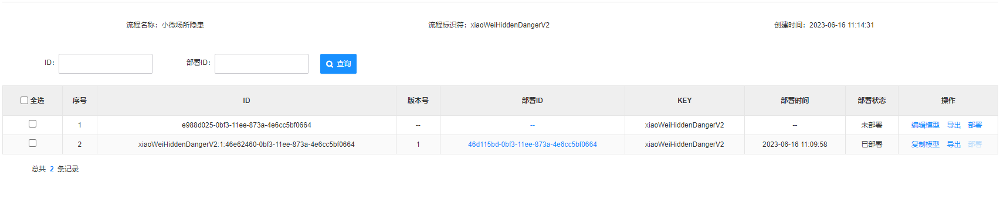 流程名称：小微场所隐患 流程标识符：xiaoWeiHiddenDangerV2 创建时间：2023-06-16 11:14:31
ID： 部署ID： 查询
全选 序号 ID 版本号 部署ID KEY 部署时间 部署状态 操作
1 e988d025-0bf3-11ee-873a-4e6cc5bf0664 -- -- xiaoWeiHiddenDangerV2 -- 未部署 编辑模型 导出 部署
2 xiaoWeiHiddenDangerV2:1:46e62460-0bf3-11ee-873a-4e6cc5bf0664 1 46d115bd-0bf3-11ee-873a-4e6cc5bf0664 xiaoWeiHiddenDangerV2 2023-06-16 11:09:58 已部署 复制模型 导出 部署
总共 2 条记录